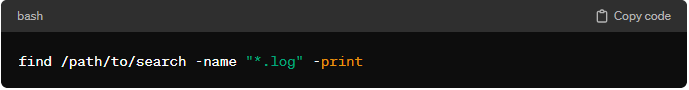 bash
Copy code
find /path/to/search -name "*.log" -print